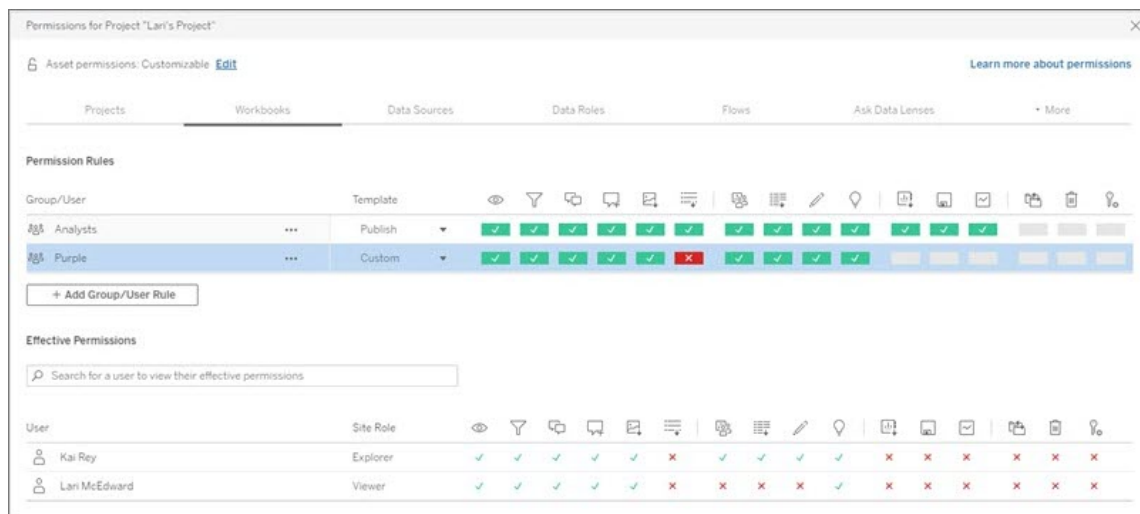 Permissions for Project "Lari's Project"
Asset permissions: Customizable Edit
Learn more about permissions
Projects Workbooks Data Sources Data Roles Flows Ask Data Lenses More
Permission Rules
Group/User Template
Analysts Publish
Purple Custom
+ Add Group/User Rule
Effective Permissions
Search for a user to view their effective permissions
User Site Role
Kai Rey Explorer
Lari McEdward Viewer